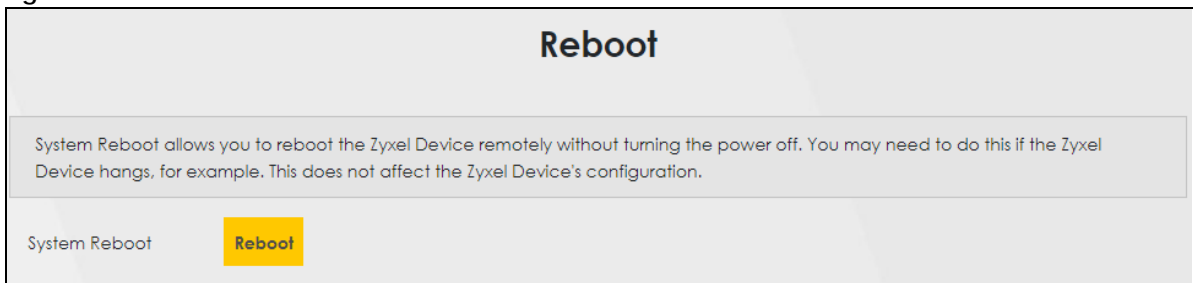 Reboot
System Reboot allows you to reboot the Zyxel Device remotely without turning the power off. You may need to do this if the Zyxel
Device hangs, for example. This does not affect the Zyxel Device's configuration.
System Reboot Reboot